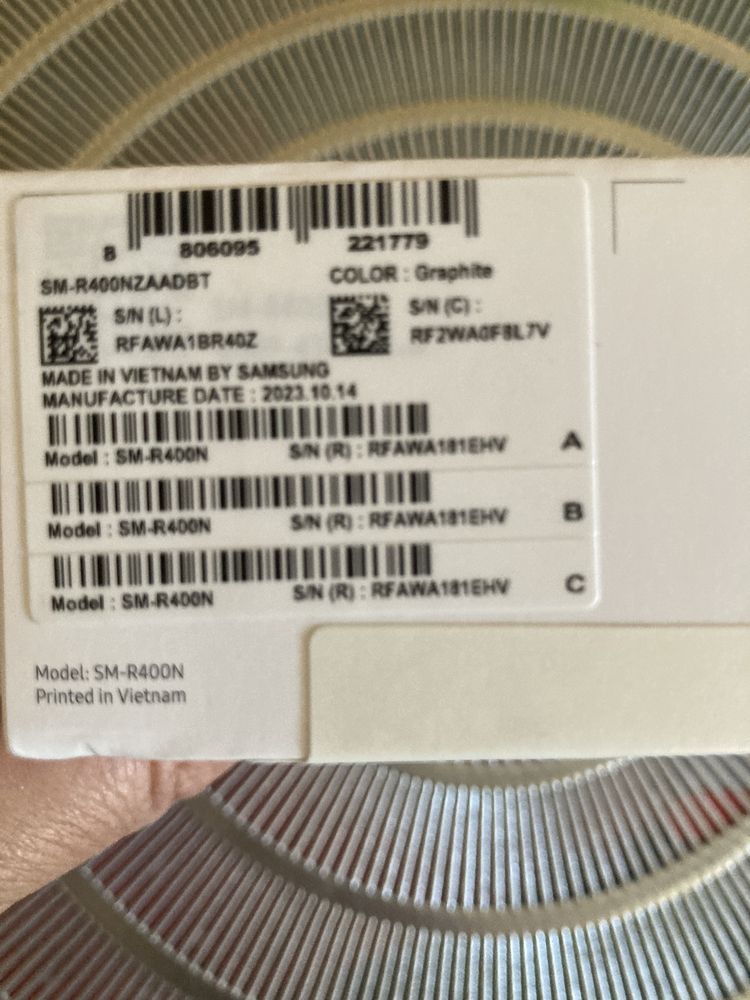 8 806095 221779
SM-R400NZAADBT COLOR : Graphite
S/N (L) : S/N (C) :
RFAWA1BR40Z RF2WA0F8L7V
MADE IN VIETNAM BY SAMSUNG
MANUFACTURE DATE : 2023.10.14
Model : SM-R400N S/N (R) : RFAWA181EHV A
Model : SM-R400N S/N (R) : RFAWA181EHV B
Model : SM-R400N S/N (R) : RFAWA181EHV C
Model: SM-R400N
Printed in Vietnam